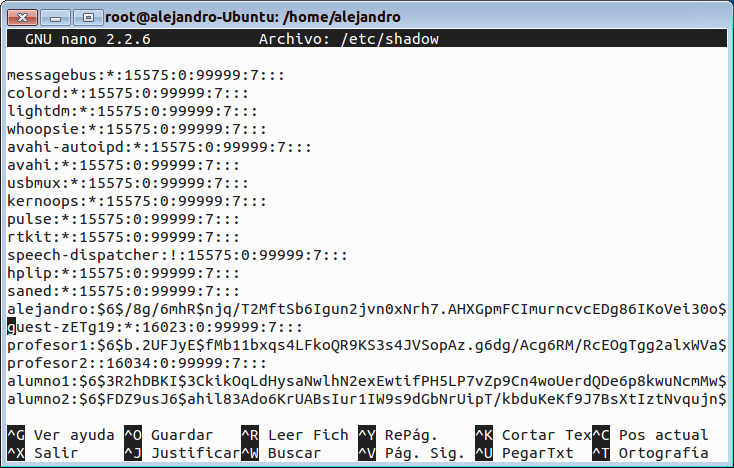 root@alejandro-Ubuntu: /home/alejandro
GNU nano 2.2.6 Archivo: /etc/shadow
messagebus:*:15575:0:99999:7:::
colord:*:15575:0:99999:7:::
lightdm:*:15575:0:99999:7:::
whoopsie:*:15575:0:99999:7:::
avahi-autoipd:*:15575:0:99999:7:::
avahi:*:15575:0:99999:7:::
usbmux:*:15575:0:99999:7:::
kernoops:*:15575:0:99999:7:::
pulse:*:15575:0:99999:7:::
rtkit:*:15575:0:99999:7:::
speech-dispatcher:!:15575:0:99999:7:::
hplip:*:15575:0:99999:7:::
saned:*:15575:0:99999:7:::
alejandro:$6$/8g/6mhR$njq/T2MftSb6Igun2jvn0xNrh7.AHXGpmFCImurncvcEDg86IKoVei30o$
guest-zETg19:*:16023:0:99999:7:::
profesor1:$6$b.2UFJyE$fMb11bxqs4LFkoQR9KS3s4JVSopAz.g6dg/Acg6RM/RcEOgTgg2alxWVa$
profesor2::16034:0:99999:7:::
alumno1:$6$3R2hDBKI$3CkikOqLdHysaNwlhN2exEwtifPH5LP7vZp9Cn4woUerdQDe6p8kwuNcmMw$
alumno2:$6$FDZ9usJ6$ahil83Ado6KrUABsIur1IW9s9dGbNrUipT/kbduKeKf9J7BsXtIztNvqujn$
^G Ver ayuda ^O Guardar ^R Leer Fich ^Y RePág. ^K Cortar Tex ^C Pos actual
^X Salir ^J Justificar ^W Buscar ^V Pág. Sig. ^U PegarTxt ^T Ortografía